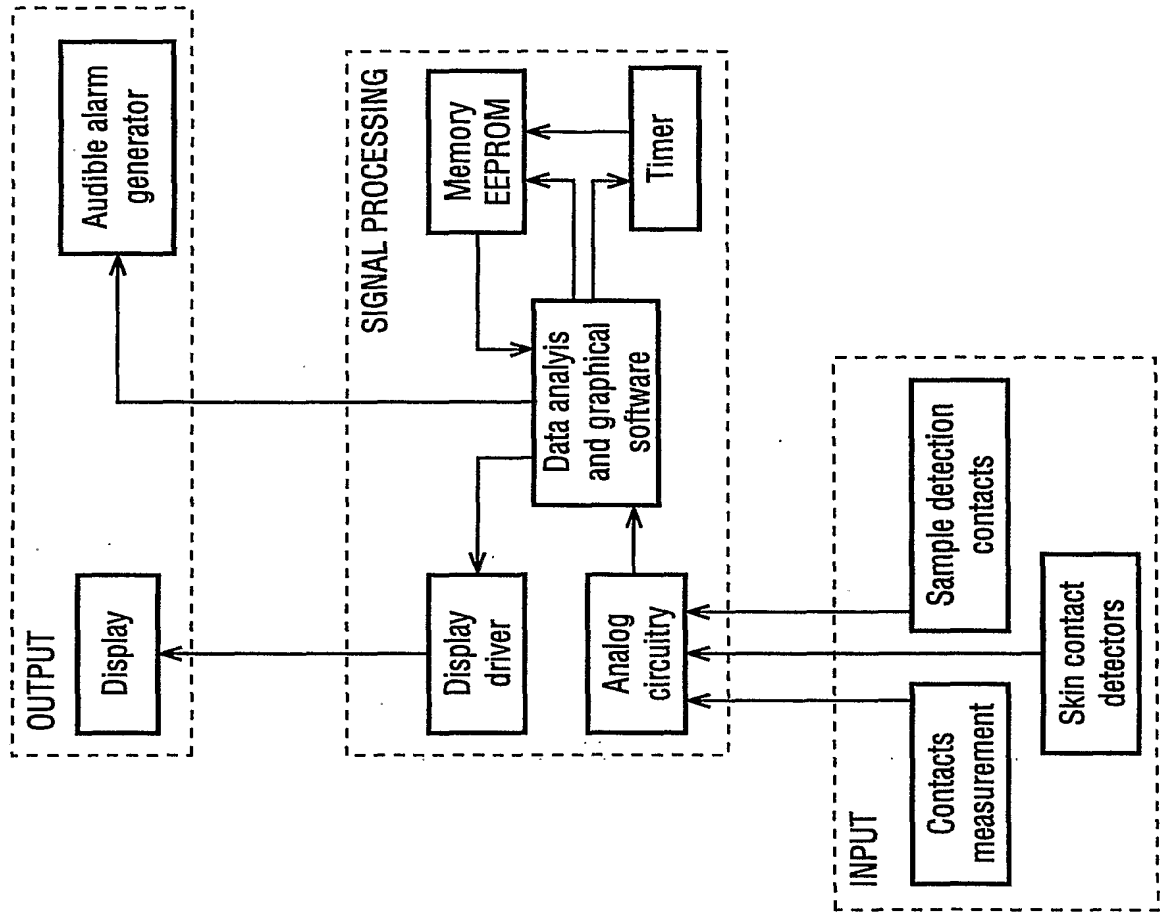 OUTPUT
Display
Audible alarm
generator
SIGNAL PROCESSING
Display
driver
Memory
EEPROM
Analog
circuitry
Data analyis
and graphical
software
Timer
INPUT
Contacts
measurement
Sample detection
contacts
Skin contact
detectors